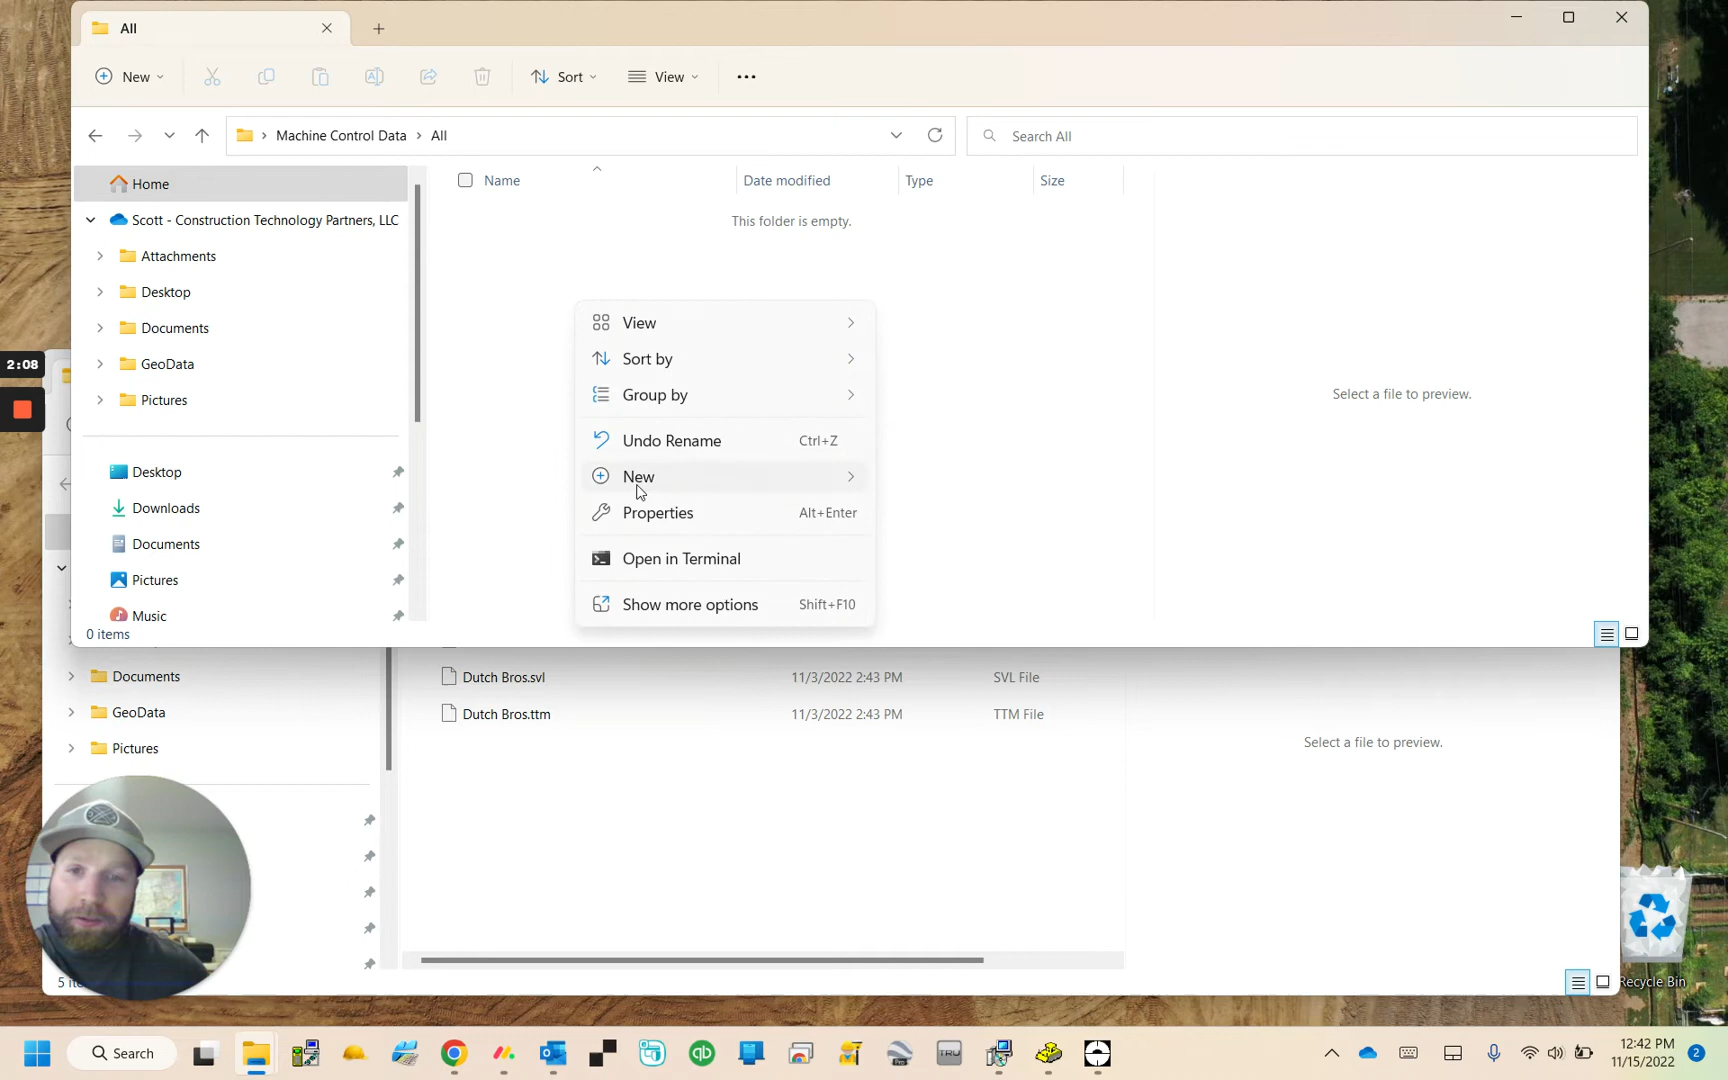 All
New
Sort
View
Machine Control Data
All
Search All
Home
Name
Date modified
Type
Size
Scott - Construction Technology Partners, LLC
This folder is empty.
Attachments
Desktop
Documents
GeoData
Pictures
2:08
View
Sort by
Group by
Undo Rename
Ctrl+Z
New
Properties
Alt+Enter
Open in Terminal
Show more options
Shift+F10
Select a file to preview.
Desktop
Downloads
Documents
Pictures
Music
0 items
Documents
GeoData
Pictures
Dutch Bros.svl
11/3/2022 2:43 PM
SVL File
Dutch Bros.ttm
11/3/2022 2:43 PM
TTM File
Select a file to preview.
Recycle Bin
Search
TRU
qb
12:42 PM
11/15/2022
2